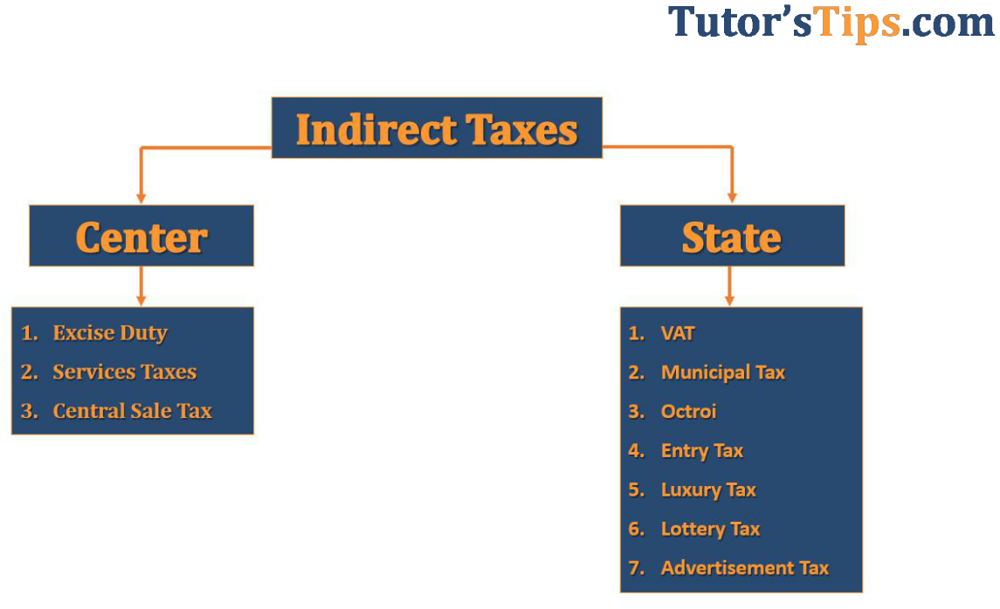 Tutor'sTips.com
Indirect Taxes
Center
State
1. Excise Duty
2. Services Taxes
3. Central Sale Tax
1. VAT
2. Municipal Tax
3. Octroi
4. Entry Tax
5. Luxury Tax
6. Lottery Tax
7. Advertisement Tax